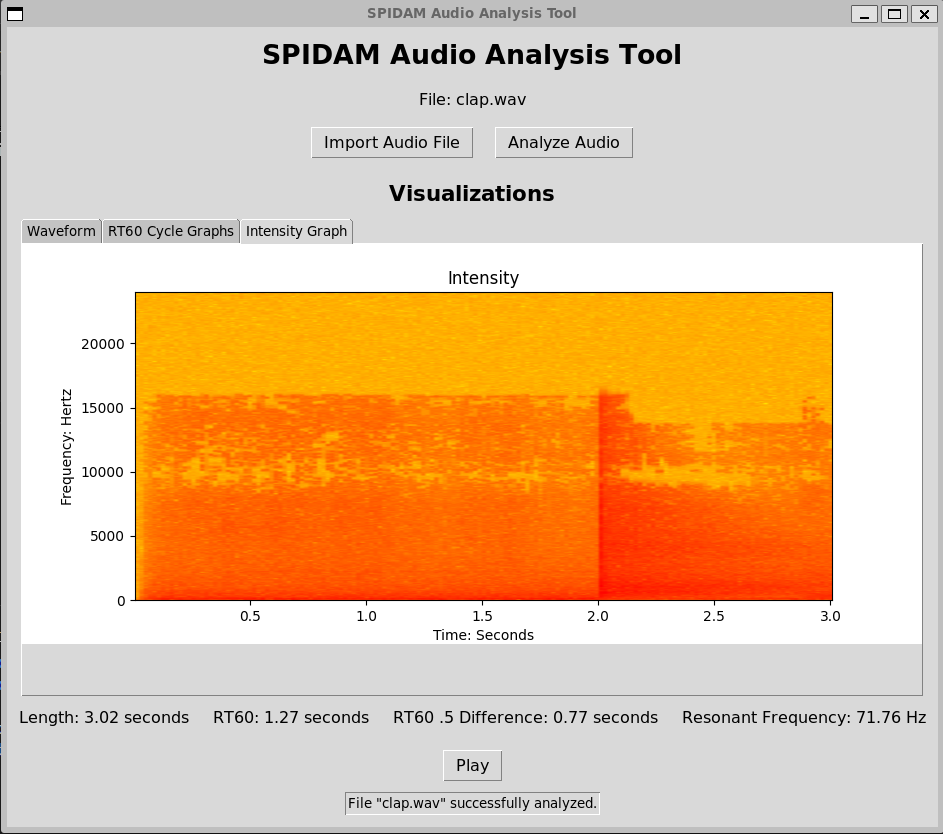 SPIDAM Audio Analysis Tool
SPIDAM Audio Analysis Tool
File: clap.wav
Import Audio File Analyze Audio
Visualizations
Waveform RT60 Cycle Graphs Intensity Graph
Intensity
20000
15000
10000
5000
0
Frequency: Hertz
0.5 1.0 1.5 2.0 2.5 3.0
Time: Seconds
Length: 3.02 seconds RT60: 1.27 seconds RT60 .5 Difference: 0.77 seconds Resonant Frequency: 71.76 Hz
Play
File "clap.wav" successfully analyzed.